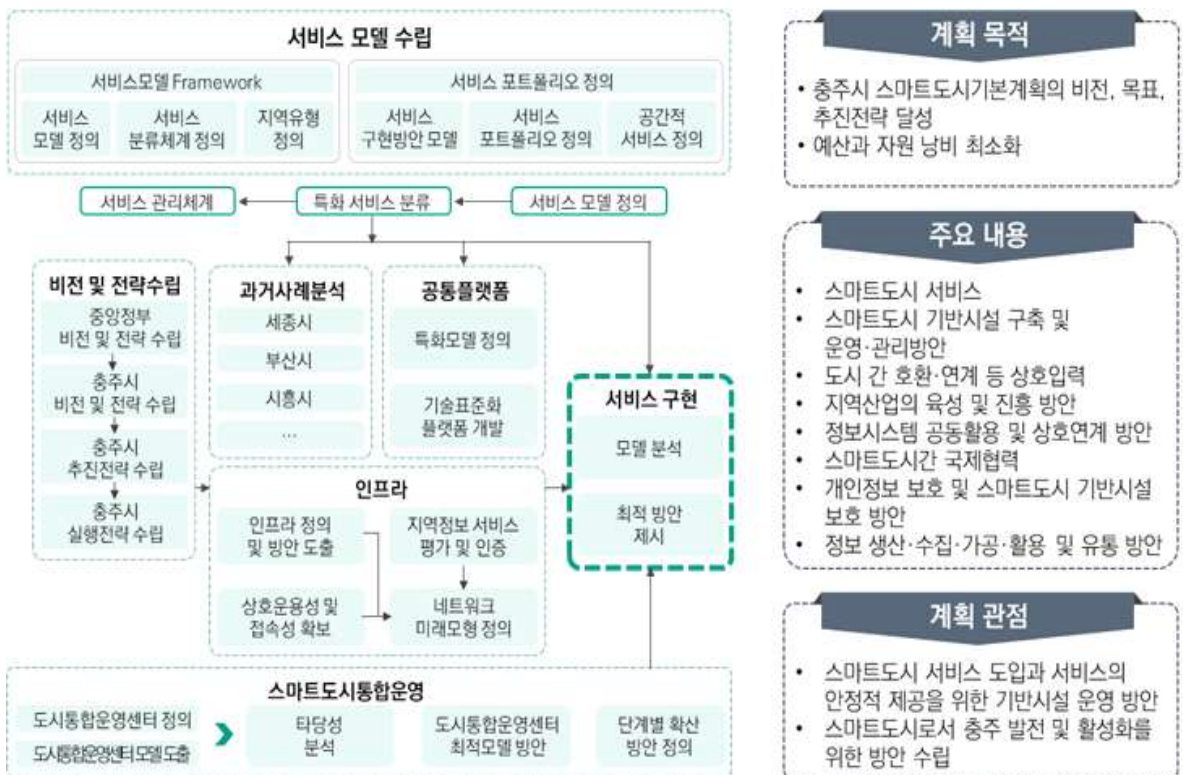 서비스 모델 수립
서비스모델 Framework
서비스
모델 정의
서비스
분류체계 정의
지역유형
정의
서비스 포트폴리오 정의
서비스
구현방안 모델
서비스
포트폴리오 정의
공간적
서비스 정의
서비스 관리체계
특화 서비스 분류
서비스 모델 정의
비전 및 전략수립
중앙정부
비전 및 전략 수립
충주시
비전 및 전략 수립
충주시
추진전략 수립
충주시
실행전략 수립
과거사례분석
세종시
부산시
시흥시
...
공통플랫폼
특화모델 정의
기술표준화
플랫폼 개발
인프라
인프라 정의
및 방안 도출
지역정보 서비스
평가 및 인증
상호운용성 및
접속성 확보
네트워크
미래모형 정의
서비스 구현
모델 분석
최적 방안
제시
스마트도시통합운영
도시통합운영센터 정의
도시통합운영센터 모델 도출
타당성
분석
도시통합운영센터
최적모델 방안
단계별 확산
방안 정의
계획 목적
• 충주시 스마트도시기본계획의 비전, 목표,
추진전략 달성
• 예산과 자원 낭비 최소화
주요 내용
• 스마트도시 서비스
• 스마트도시 기반시설 구축 및
운영·관리방안
• 도시 간 호환·연계 등 상호입력
• 지역산업의 육성 및 진흥 방안
• 정보시스템 공동활용 및 상호연계 방안
• 스마트도시간 국제협력
• 개인정보 보호 및 스마트도시 기반시설
보호 방안
• 정보 생산·수집·가공·활용 및 유통 방안
계획 관점
• 스마트도시 서비스 도입과 서비스의
안정적 제공을 위한 기반시설 운영 방안
• 스마트도시로서 충주 발전 및 활성화를
위한 방안 수립